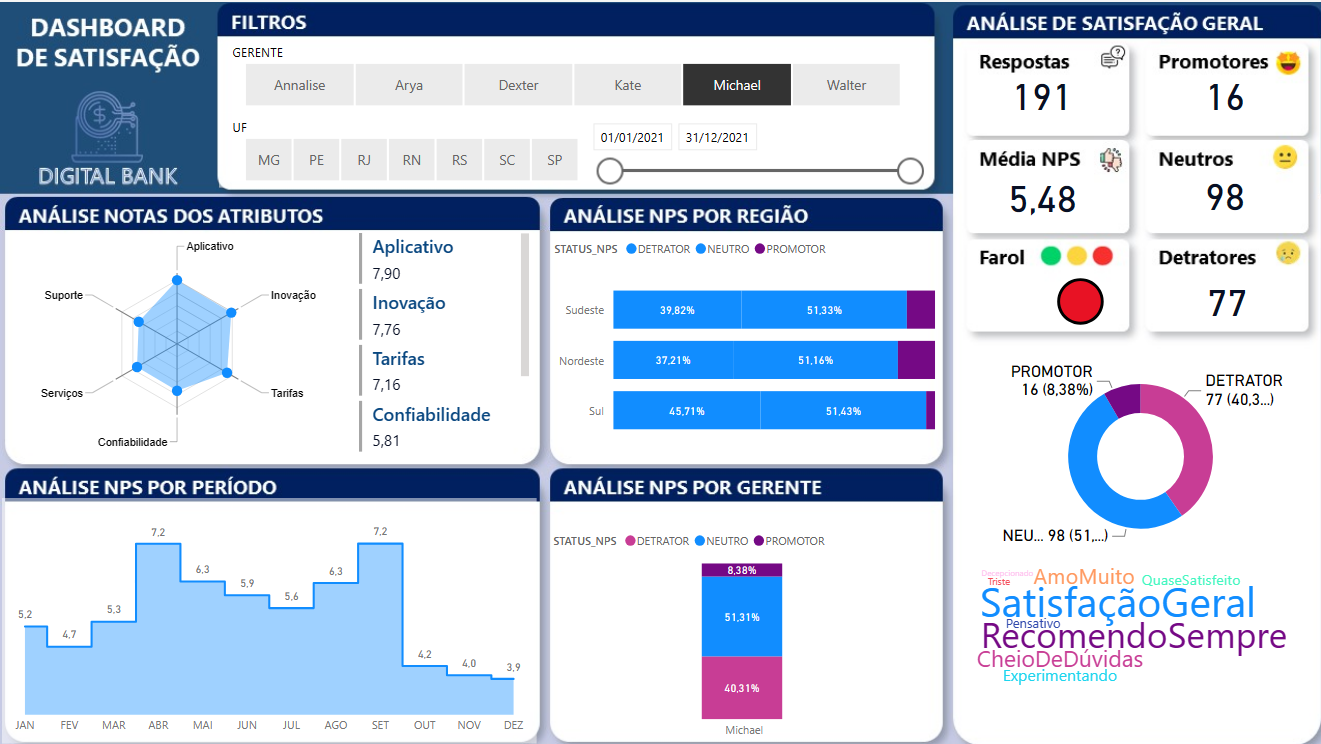 DASHBOARD
DE SATISFAÇÃO
DIGITAL BANK
FILTROS
GERENTE
Annalise Arya Dexter Kate Michael Walter
UF
MG PE RJ RN RS SC SP
01/01/2021 31/12/2021
ANÁLISE NOTAS DOS ATRIBUTOS
Aplicativo
Inovação
Tarifas
Confiabilidade
Serviços
Suporte
Aplicativo
7,90
Inovação
7,76
Tarifas
7,16
Confiabilidade
5,81
ANÁLISE NPS POR REGIÃO
STATUS_NPS DETRATOR NEUTRO PROMOTOR
Sudeste 39,82% 51,33%
Nordeste 37,21% 51,16%
Sul 45,71% 51,43%
ANÁLISE NPS POR PERÍODO
5,2 4,7 5,3 7,2 6,3 5,9 5,6 6,3 7,2 4,2 4,0 3,9
JAN FEV MAR ABR MAI JUN JUL AGO SET OUT NOV DEZ
ANÁLISE NPS POR GERENTE
STATUS_NPS DETRATOR NEUTRO PROMOTOR
8,38%
51,31%
40,31%
Michael
ANÁLISE DE SATISFAÇÃO GERAL
Respostas
191
Promotores
16
Média NPS
5,48
Neutros
98
Farol
Detratores
77
PROMOTOR
16 (8,38%)
DETRATOR
77 (40,3...)
NEU... 98 (51,...)
Decepcionado
Triste
AmoMuito
QuaseSatisfeito
SatisfaçãoGeral
Pensativo
RecomendoSempre
CheioDeDúvidas
Experimentando